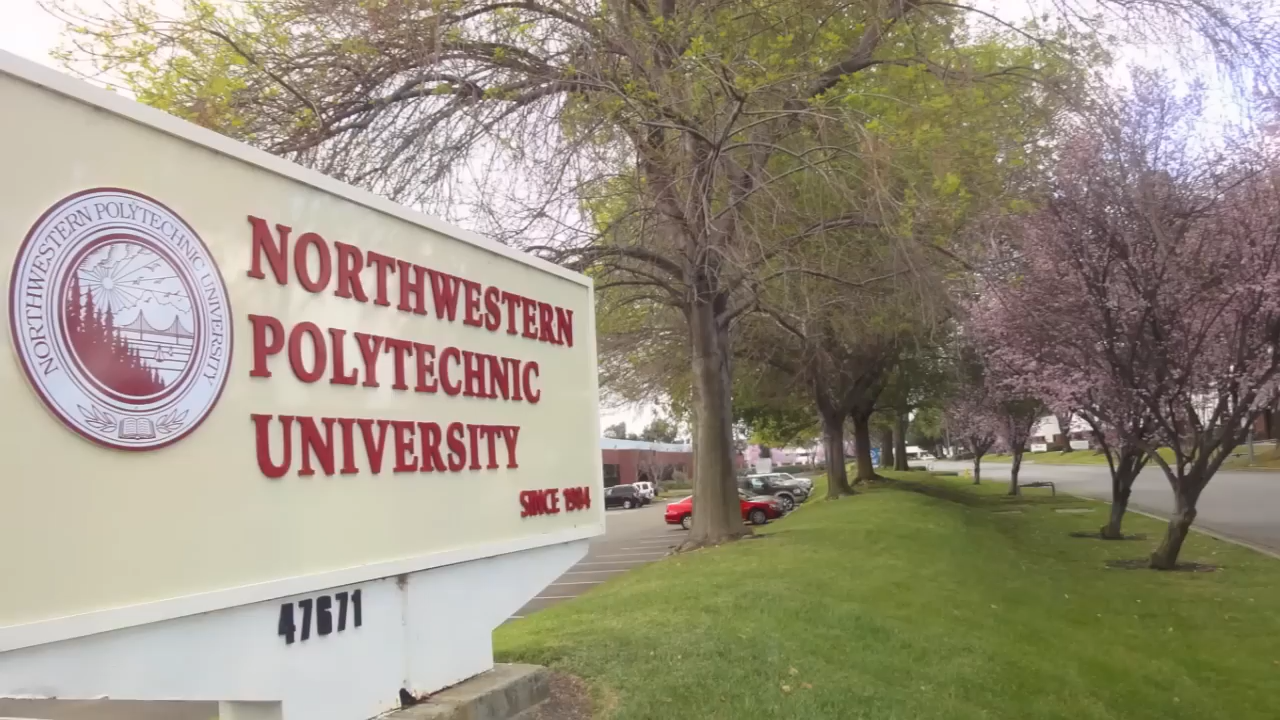 NORTHWESTERN POLYTECHNIC UNIVERSITY
NORTHWESTERN
POLYTECHNIC
UNIVERSITY
SINCE 1984
47671